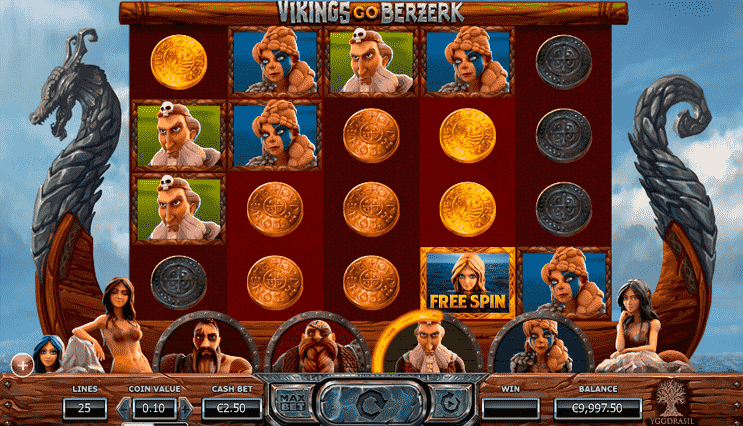 VIKINGS GO BERZERK
FREE SPIN
LINES
25
COIN VALUE
0.10
CASH BET
€2.50
MAX
BET
WIN
BALANCE
€9,997.50
YGGDRASIL